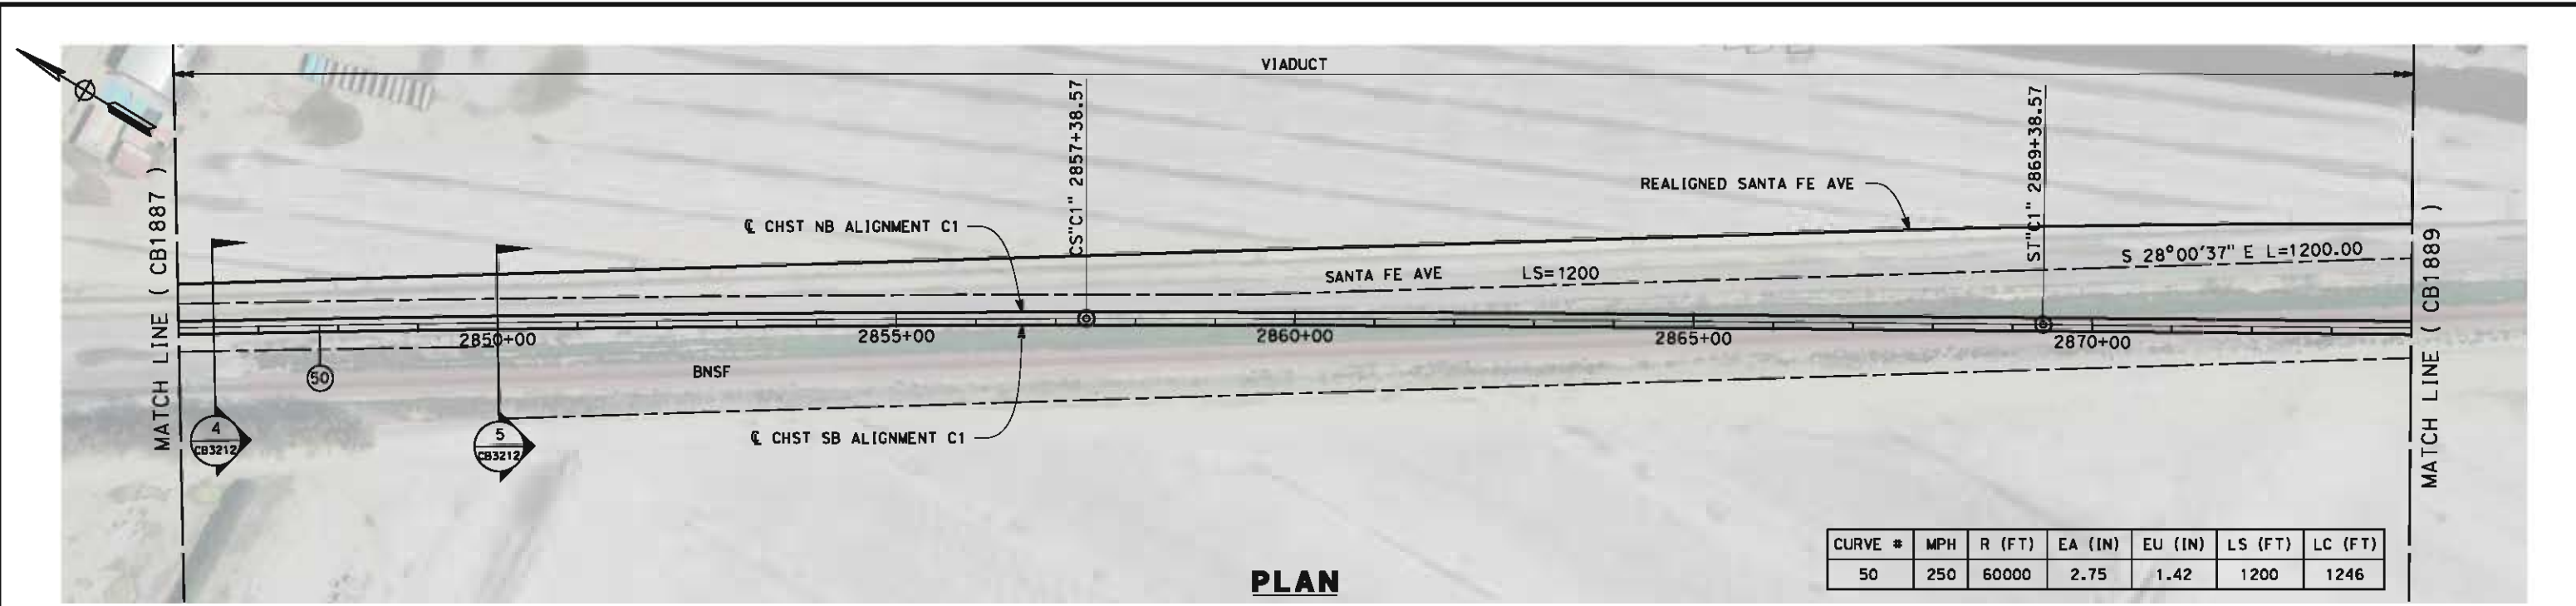 VIADUCT
MATCH LINE ( CB1887 )
CS"C1" 2857+38.57
ST"C1" 2869+38.57
REALIGNED SANTA FE AVE
℄ CHST NB ALIGNMENT C1
SANTA FE AVE
LS=1200
S 28°00'37" E L=1200.00
MATCH LINE ( CB1889 )
2850+00
2855+00
2860+00
2865+00
2870+00
50
BNSF
4
CB3212
5
CB3212
℄ CHST SB ALIGNMENT C1
CURVE # MPH R (FT) EA (IN) EU (IN) LS (FT) LC (FT)
50 250 60000 2.75 1.42 1200 1246
PLAN